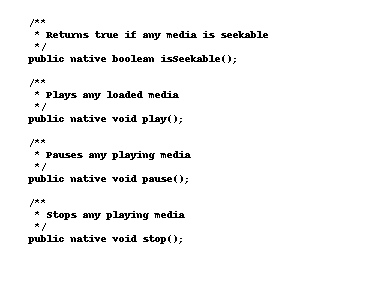 /**
 * Returns true if any media is seekable
 */
public native boolean isSeekable();
/**
 * Plays any loaded media
 */
public native void play();
/**
 * Pauses any playing media
 */
public native void pause();
/**
 * Stops any playing media
 */
public native void stop();